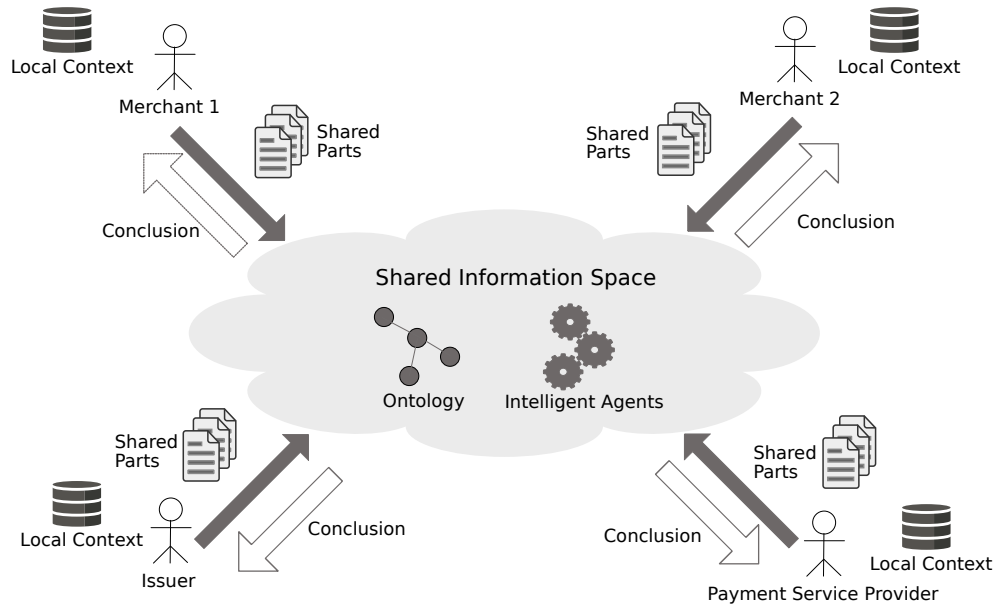 Local Context
Merchant 1
Shared
Parts
Conclusion
Merchant 2
Local Context
Shared
Parts
Conclusion
Shared Information Space
Ontology
Intelligent Agents
Shared
Parts
Local Context
Issuer
Conclusion
Shared
Parts
Conclusion
Local Context
Payment Service Provider